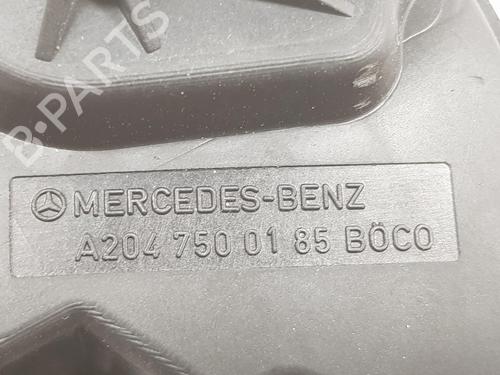 B-PARTS
MERCEDES-BENZ
A204 750 01 85 BÖCO